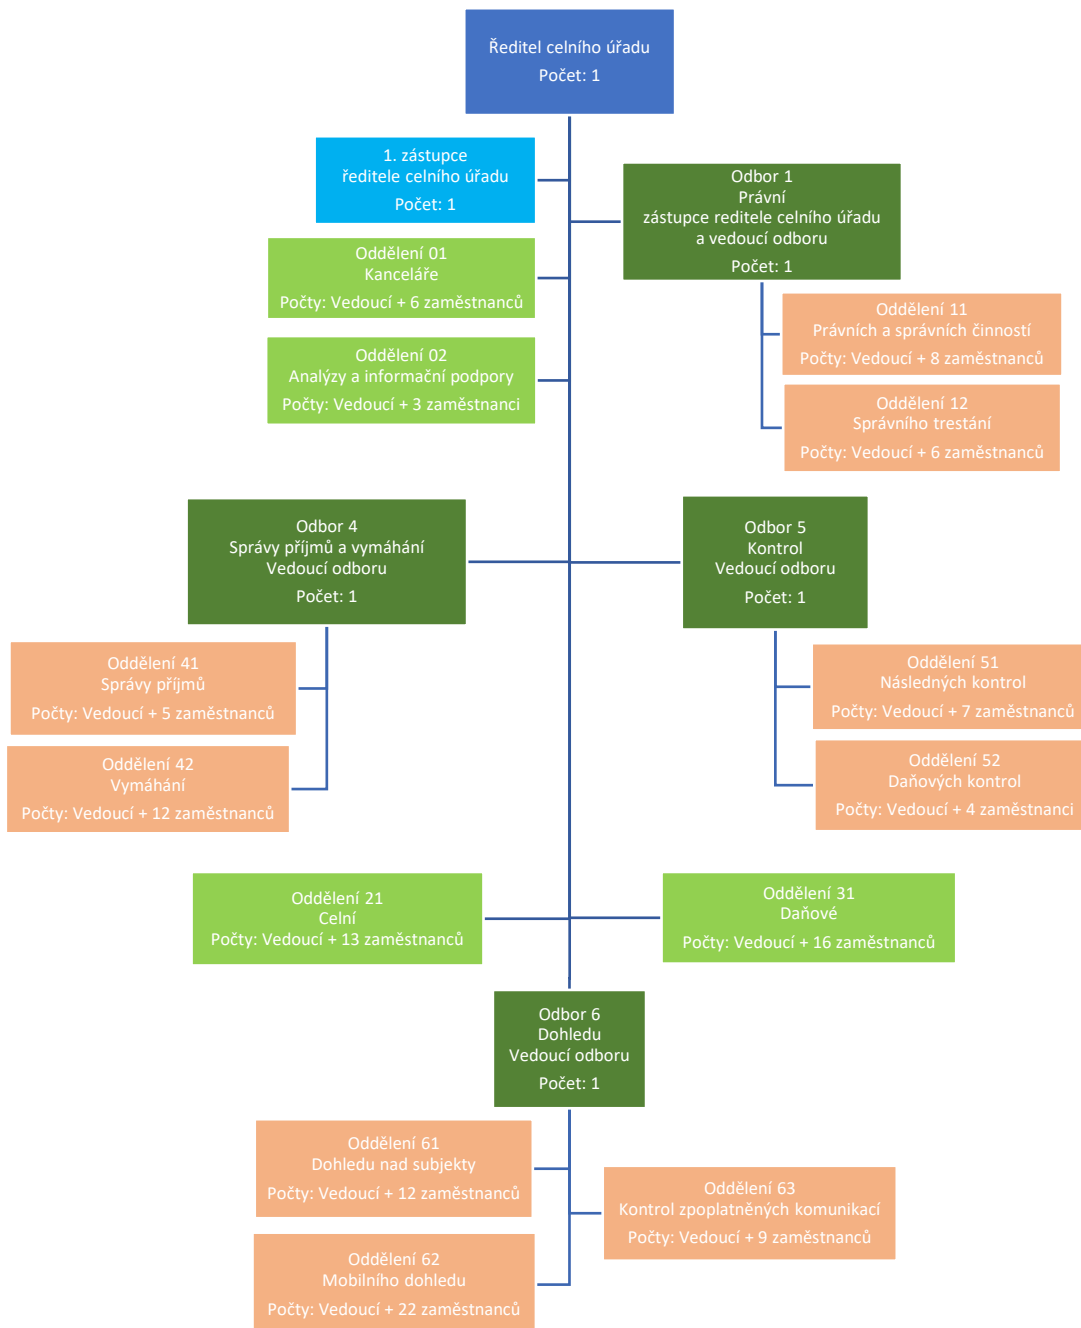 Ředitel celního úřadu
Počet: 1
1. zástupce
ředitele celního úřadu
Počet: 1
Odbor 1
Právní
zástupce reditele celního úřadu
a vedoucí odboru
Počet: 1
Oddělení 01
Kanceláře
Počty: Vedoucí + 6 zaměstnanců
Oddělení 02
Analýzy a informační podpory
Počty: Vedoucí + 3 zaměstnanci
Oddělení 11
Právních a správních činností
Počty: Vedoucí + 8 zaměstnanců
Oddělení 12
Správního trestání
Počty: Vedoucí + 6 zaměstnanců
Odbor 4
Správy příjmů a vymáhání
Vedoucí odboru
Počet: 1
Odbor 5
Kontrol
Vedoucí odboru
Počet: 1
Oddělení 41
Správy příjmů
Počty: Vedoucí + 5 zaměstnanců
Oddělení 42
Vymáhání
Počty: Vedoucí + 12 zaměstnanců
Oddělení 51
Následných kontrol
Počty: Vedoucí + 7 zaměstnanců
Oddělení 52
Daňových kontrol
Počty: Vedoucí + 4 zaměstnanci
Oddělení 21
Celní
Počty: Vedoucí + 13 zaměstnanců
Oddělení 31
Daňové
Počty: Vedoucí + 16 zaměstnanců
Odbor 6
Dohledu
Vedoucí odboru
Počet: 1
Oddělení 61
Dohledu nad subjekty
Počty: Vedoucí + 12 zaměstnanců
Oddělení 63
Kontrol zpoplatněných komunikací
Počty: Vedoucí + 9 zaměstnanců
Oddělení 62
Mobilního dohledu
Počty: Vedoucí + 22 zaměstnanců